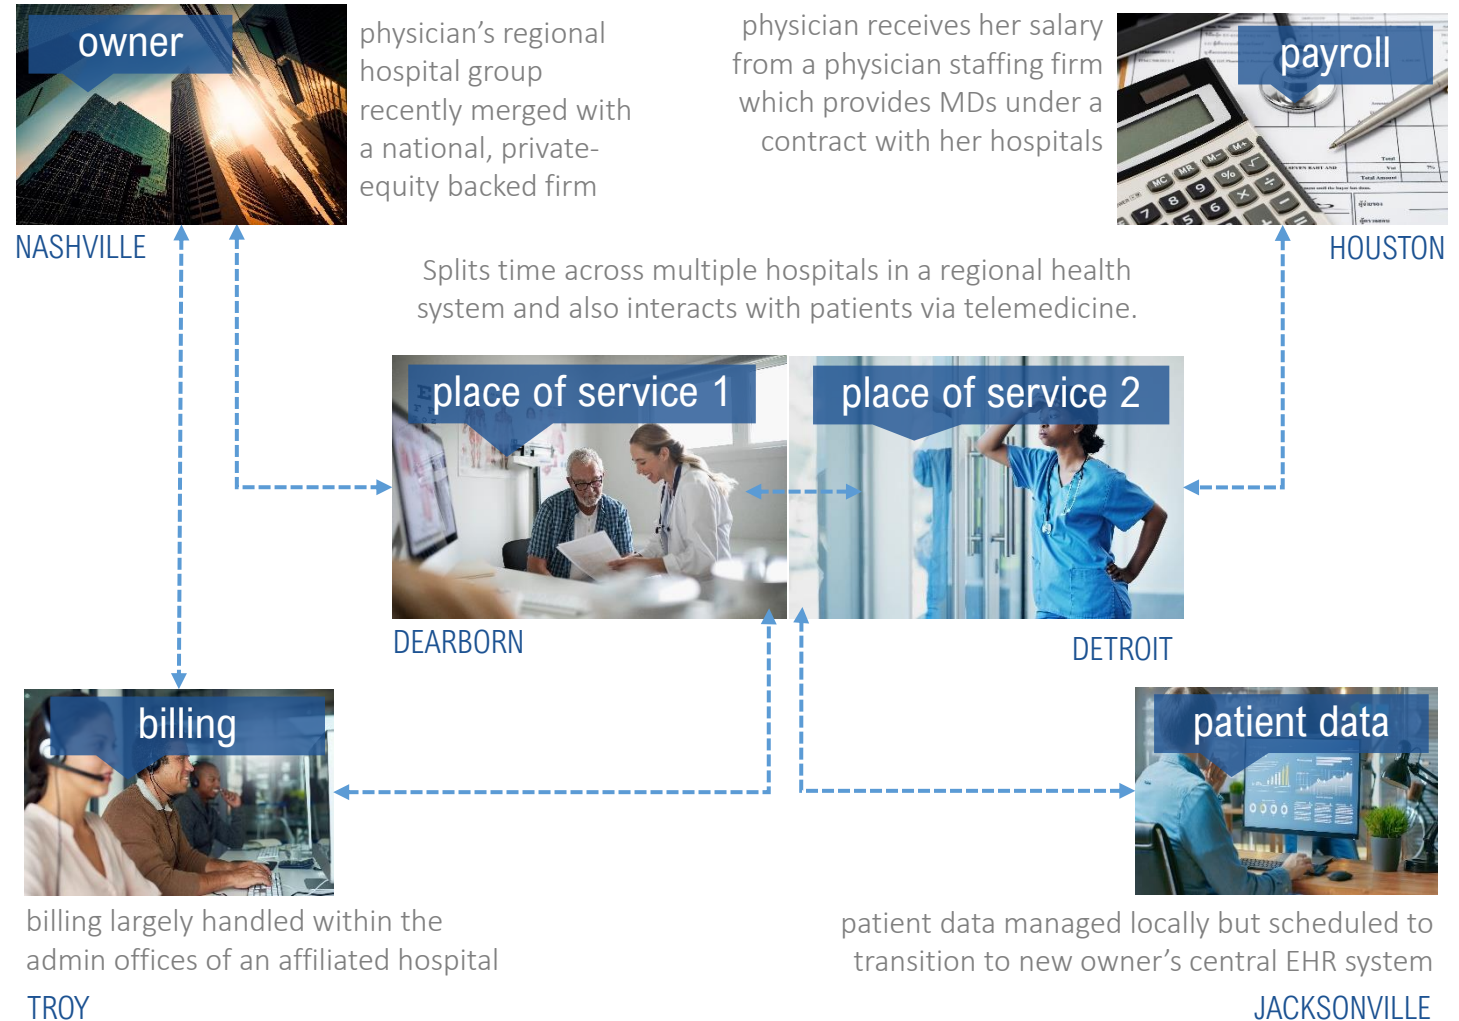 owner
physician’s regional
hospital group
recently merged with
a national, private-
equity backed firm
NASHVILLE
physician receives her salary
from a physician staffing firm
which provides MDs under a
contract with her hospitals
payroll
HOUSTON
Splits time across multiple hospitals in a regional health
system and also interacts with patients via telemedicine.
place of service 1
place of service 2
DEARBORN
DETROIT
billing
billing largely handled within the
admin offices of an affiliated hospital
TROY
patient data
patient data managed locally but scheduled to
transition to new owner’s central EHR system
JACKSONVILLE